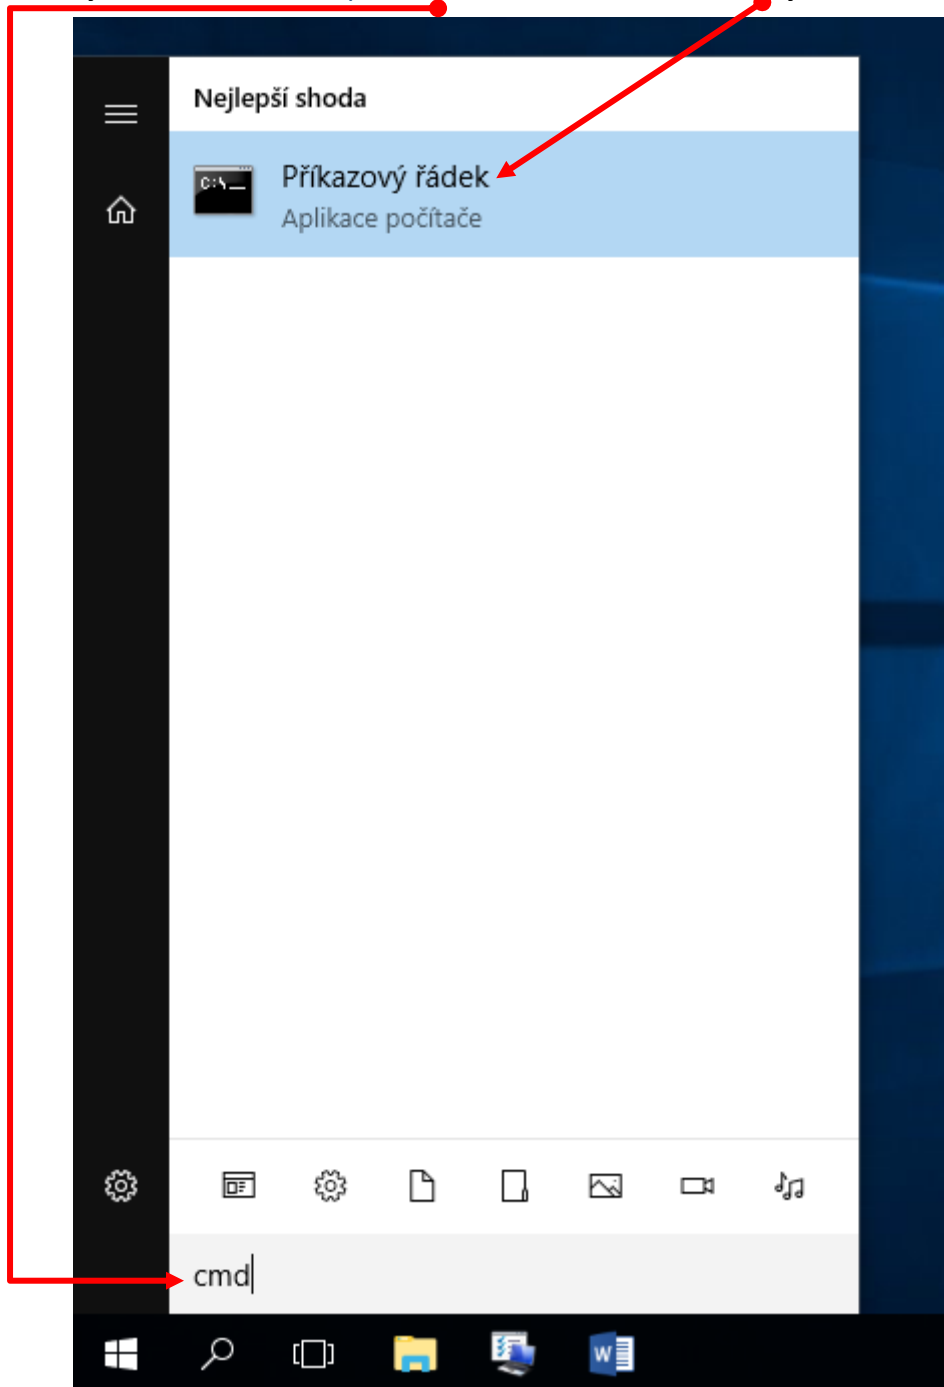 Nejlepší shoda
C:\_
Příkazový řádek
Aplikace počítače
cmd
W